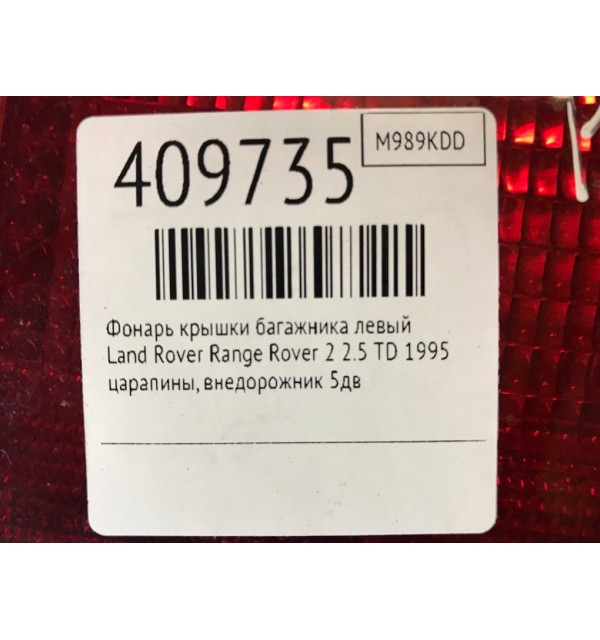 409735
M989KDD
Фонарь крышки багажника левый
Land Rover Range Rover 2 2.5 TD 1995
царапины, внедорожник 5дв